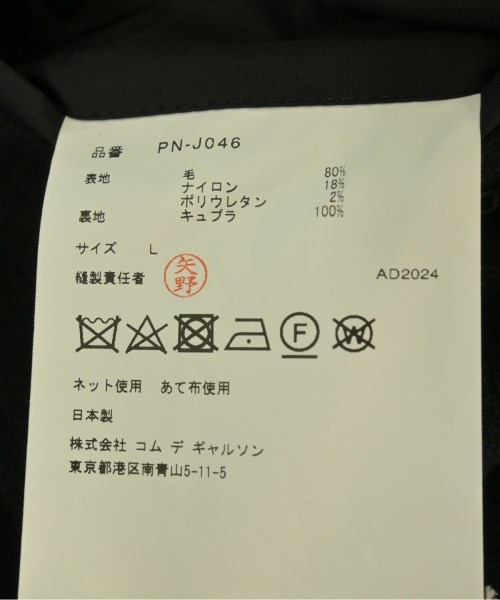 品番 PN-J046
表地 毛 80%
ナイロン 18%
ポリウレタン 2%
裏地 キュプラ 100%
サイズ L
縫製責任者 矢野 AD2024
F W
ネット使用 あて布使用
日本製
株式会社 コム デ ギャルソン
東京都港区南青山5-11-5